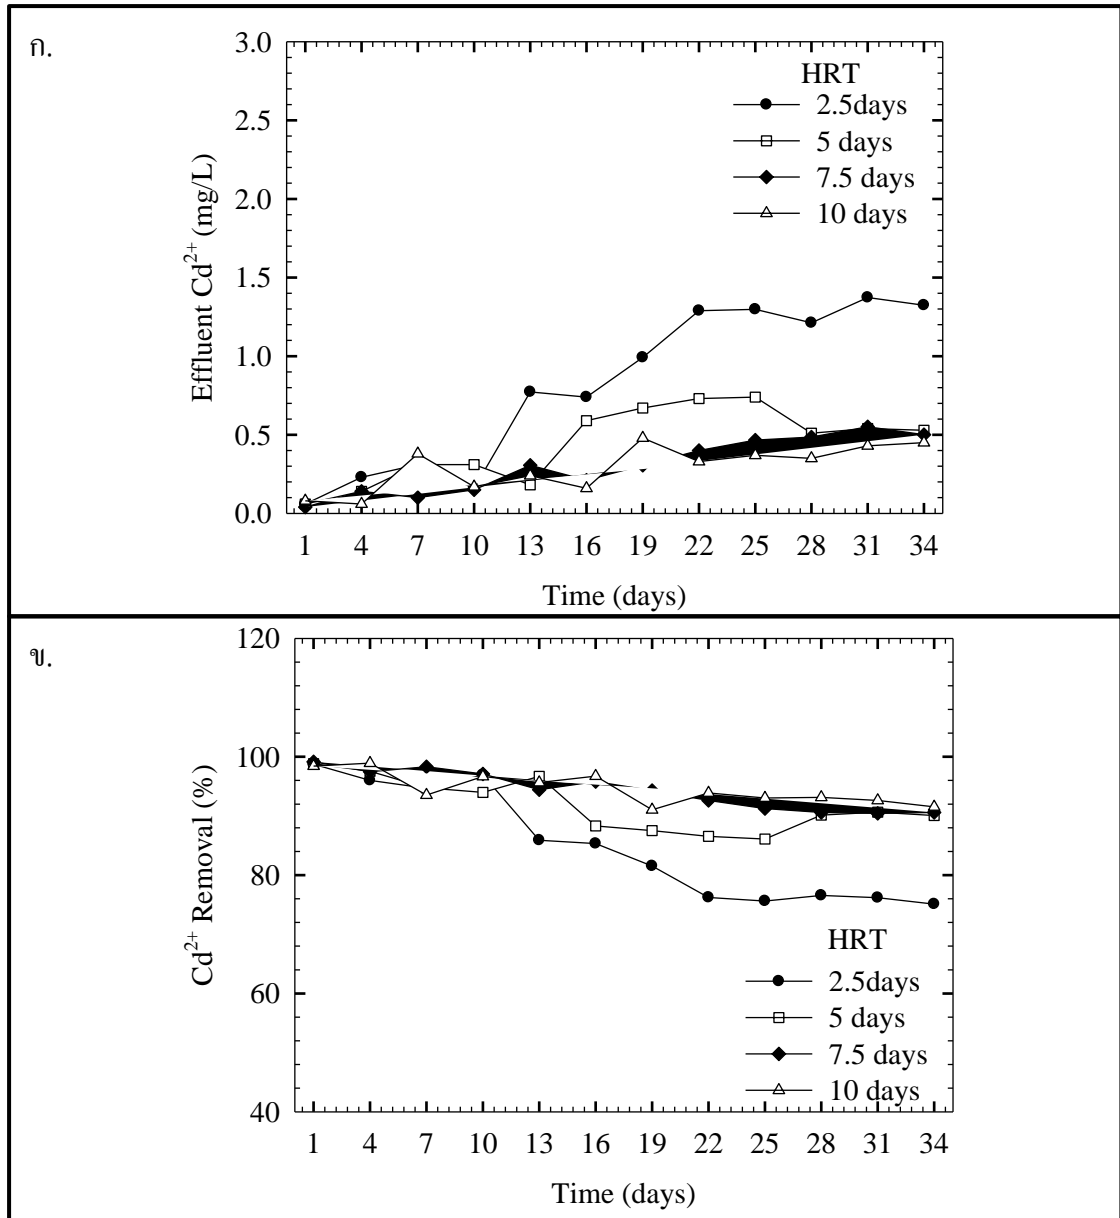 ก.
3.0
2.5
2.0
1.5
1.0
0.5
0.0
Effluent Cd²⁺ (mg/L)
HRT
2.5days
5 days
7.5 days
10 days
1 4 7 10 13 16 19 22 25 28 31 34
Time (days)
ข.
120
100
80
60
40
Cd²⁺ Removal (%)
HRT
2.5days
5 days
7.5 days
10 days
1 4 7 10 13 16 19 22 25 28 31 34
Time (days)